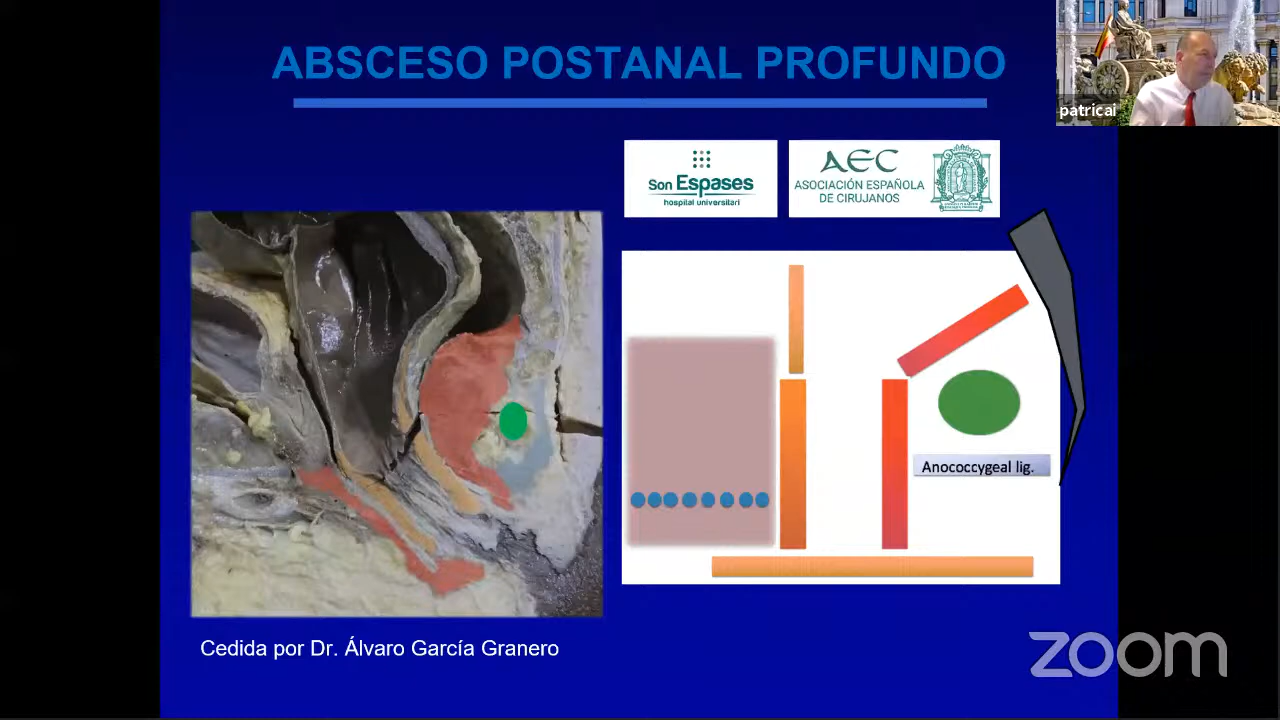 ABSCESO POSTANAL PROFUNDO
patricai
Son Espases
hospital universitari
AEC
ASOCIACIÓN ESPAÑOLA
DE CIRUJANOS
Anococcygeal lig.
Cedida por Dr. Álvaro García Granero
zoom